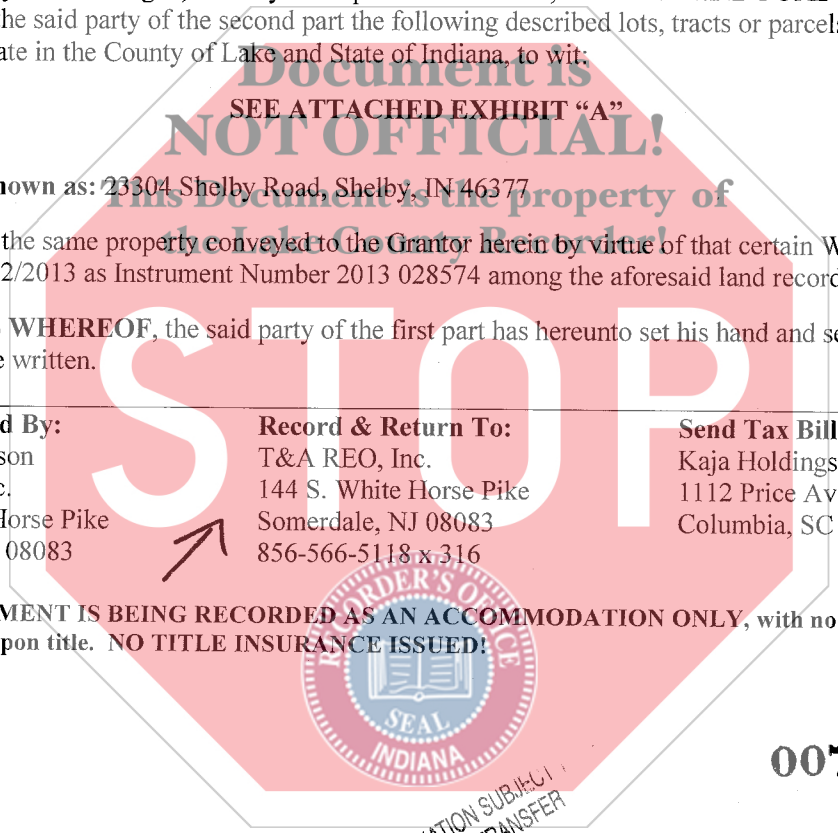 he said party of the second part the following described lots, tracts or parcels
ate in the County of Lake and State of Indiana, to wit:
Document is
SEE ATTACHED EXHIBIT “A”
NOT OFFICIAL!
nown as: 23304 Shelby Road, Shelby, IN 46377
This Document is the property of
the Lake County Recorder!
the same property conveyed to the Grantor herein by virtue of that certain W
2/2013 as Instrument Number 2013 028574 among the aforesaid land record
WHEREOF, the said party of the first part has hereunto set his hand and se
e written.
STOP
d By:
son
c.
Horse Pike
08083
Record & Return To:
T&A REO, Inc.
144 S. White Horse Pike
Somerdale, NJ 08083
856-566-5118 x 316
Send Tax Bill
Kaja Holdings
1112 Price Av
Columbia, SC
MENT IS BEING RECORDED AS AN ACCOMMODATION ONLY, with no
pon title. NO TITLE INSURANCE ISSUED!
RECORDER'S OFFICE
SEAL
INDIANA
007
ATION SUBJECT
TRANSFER